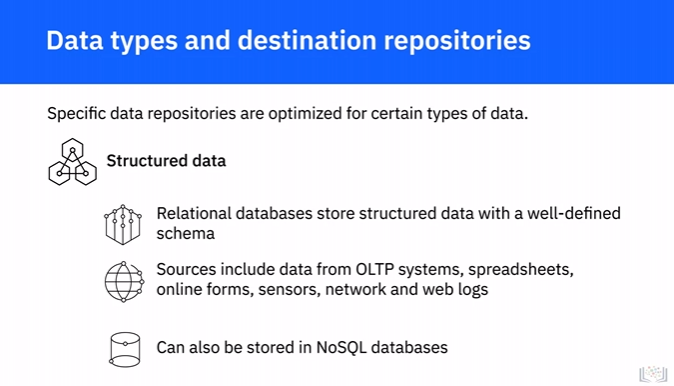 Data types and destination repositories
Specific data repositories are optimized for certain types of data.
Structured data
Relational databases store structured data with a well-defined
schema
Sources include data from OLTP systems, spreadsheets,
online forms, sensors, network and web logs
Can also be stored in NoSQL databases